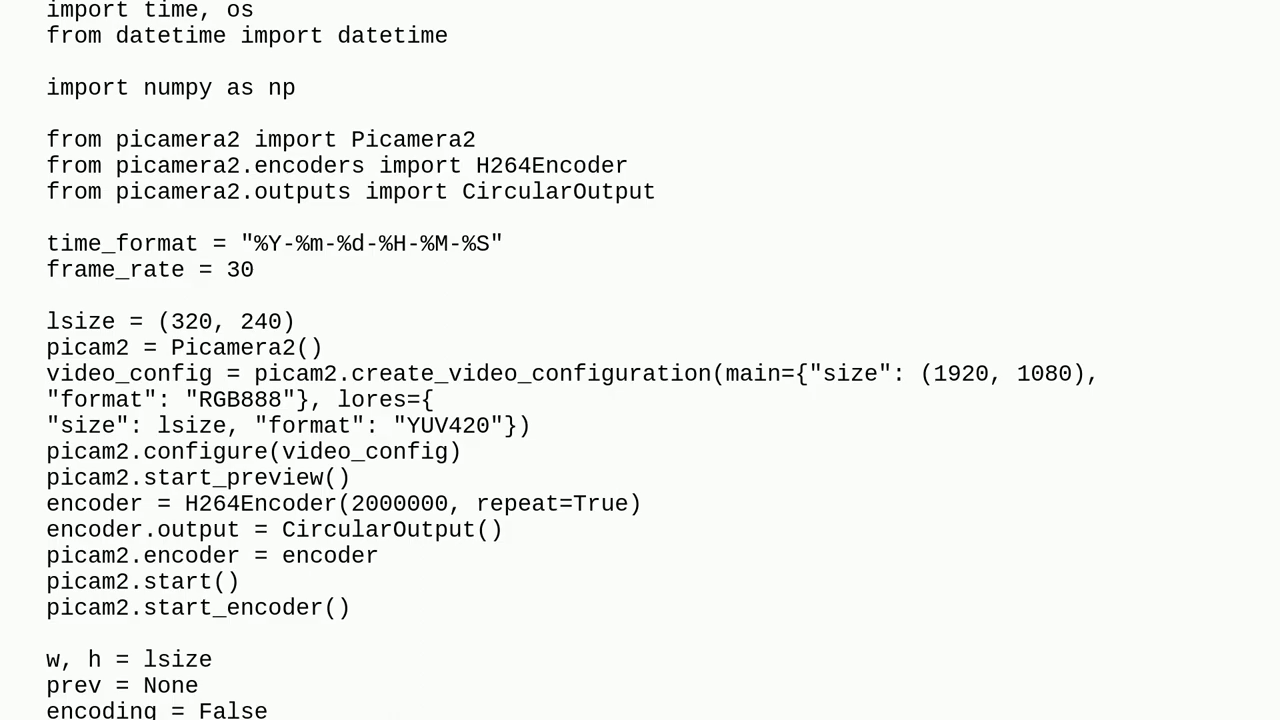 import time, os
from datetime import datetime
import numpy as np
from picamera2 import Picamera2
from picamera2.encoders import H264Encoder
from picamera2.outputs import CircularOutput
time_format = "%Y-%m-%d-%H-%M-%S"
frame_rate = 30
lsize = (320, 240)
picam2 = Picamera2()
video_config = picam2.create_video_configuration(main={"size": (1920, 1080),
"format": "RGB888"}, lores={
"size": lsize, "format": "YUV420"})
picam2.configure(video_config)
picam2.start_preview()
encoder = H264Encoder(2000000, repeat=True)
encoder.output = CircularOutput()
picam2.encoder = encoder
picam2.start()
picam2.start_encoder()
w, h = lsize
prev = None
encoding = False